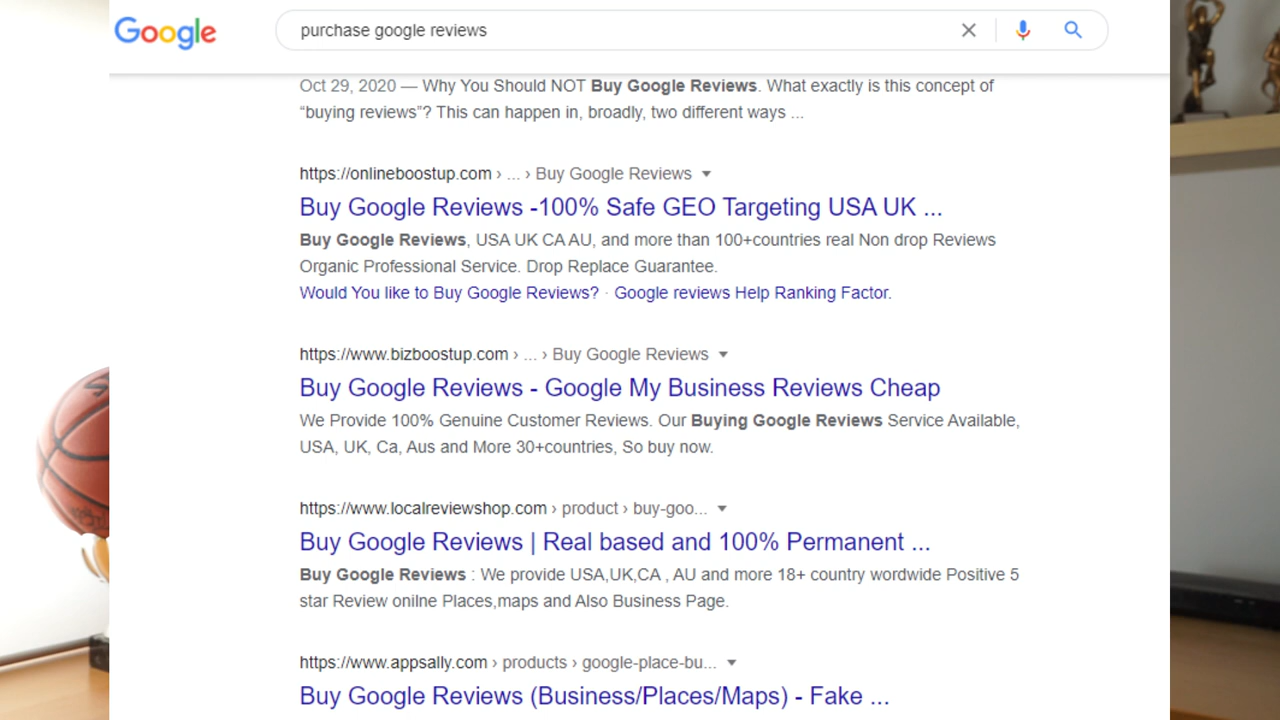 Google
purchase google reviews
Oct 29, 2020 — Why You Should NOT Buy Google Reviews. What exactly is this concept of
“buying reviews”? This can happen in, broadly, two different ways ...
https://onlineboostup.com › ... › Buy Google Reviews
Buy Google Reviews -100% Safe GEO Targeting USA UK ...
Buy Google Reviews, USA UK CA AU, and more than 100+countries real Non drop Reviews
Organic Professional Service. Drop Replace Guarantee.
Would You like to Buy Google Reviews? · Google reviews Help Ranking Factor.
https://www.bizboostup.com › ... › Buy Google Reviews
Buy Google Reviews - Google My Business Reviews Cheap
We Provide 100% Genuine Customer Reviews. Our Buying Google Reviews Service Available,
USA, UK, Ca, Aus and More 30+countries, So buy now.
https://www.localreviewshop.com › product › buy-goo...
Buy Google Reviews | Real based and 100% Permanent ...
Buy Google Reviews : We provide USA,UK,CA , AU and more 18+ country wordwide Positive 5
star Review onilne Places,maps and Also Business Page.
https://www.appsally.com › products › google-place-bu...
Buy Google Reviews (Business/Places/Maps) - Fake ...